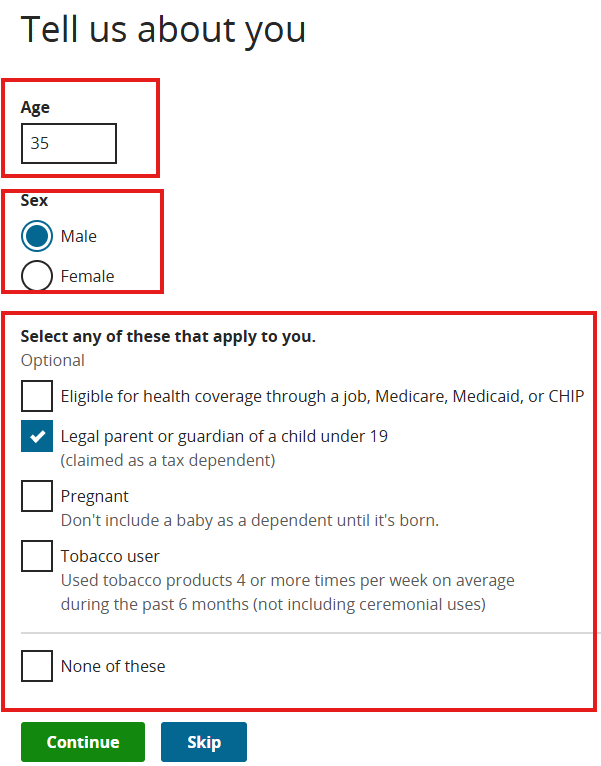 Tell us about you
Age
35
Sex
Male
Female
Select any of these that apply to you.
Optional
Eligible for health coverage through a job, Medicare, Medicaid, or CHIP
Legal parent or guardian of a child under 19
(claimed as a tax dependent)
Pregnant
Don't include a baby as a dependent until it's born.
Tobacco user
Used tobacco products 4 or more times per week on average
during the past 6 months (not including ceremonial uses)
None of these
Continue Skip